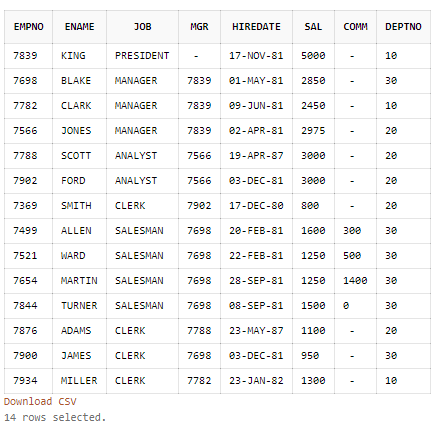 EMPNO ENAME JOB MGR HIREDATE SAL COMM DEPTNO
7839 KING PRESIDENT - 17-NOV-81 5000 - 10
7698 BLAKE MANAGER 7839 01-MAY-81 2850 - 30
7782 CLARK MANAGER 7839 09-JUN-81 2450 - 10
7566 JONES MANAGER 7839 02-APR-81 2975 - 20
7788 SCOTT ANALYST 7566 19-APR-87 3000 - 20
7902 FORD ANALYST 7566 03-DEC-81 3000 - 20
7369 SMITH CLERK 7902 17-DEC-80 800 - 20
7499 ALLEN SALESMAN 7698 20-FEB-81 1600 300 30
7521 WARD SALESMAN 7698 22-FEB-81 1250 500 30
7654 MARTIN SALESMAN 7698 28-SEP-81 1250 1400 30
7844 TURNER SALESMAN 7698 08-SEP-81 1500 0 30
7876 ADAMS CLERK 7788 23-MAY-87 1100 - 20
7900 JAMES CLERK 7698 03-DEC-81 950 - 30
7934 MILLER CLERK 7782 23-JAN-82 1300 - 10
Download CSV
14 rows selected.